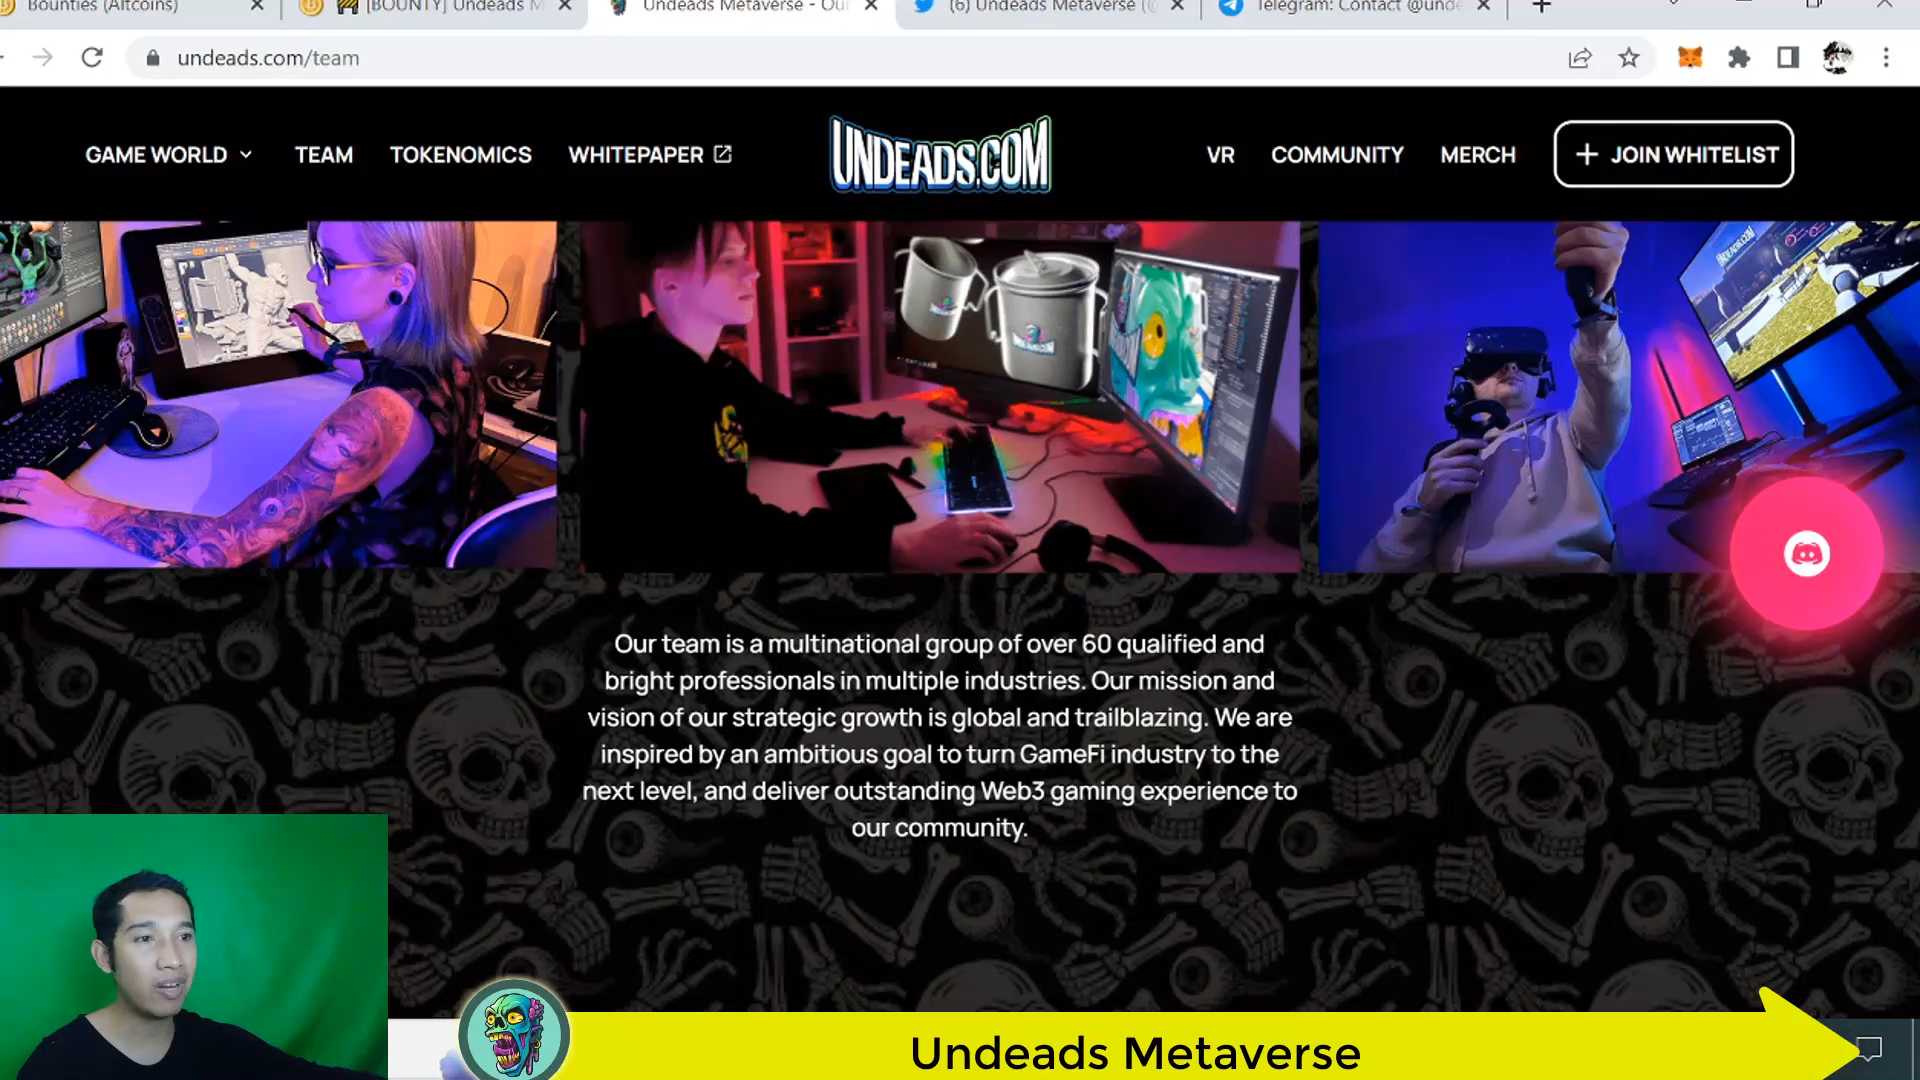 Bounties (Altcoins)
[BOUNTY] Undeads M
Undeads Metaverse - Our
(6) Undeads Metaverse (@
Telegram: Contact @unde
undeads.com/team
GAME WORLD
TEAM
TOKENOMICS
WHITEPAPER
UNDEADS.COM
VR
COMMUNITY
MERCH
JOIN WHITELIST
Our team is a multinational group of over 60 qualified and
bright professionals in multiple industries. Our mission and
vision of our strategic growth is global and trailblazing. We are
inspired by an ambitious goal to turn GameFi industry to the
next level, and deliver outstanding Web3 gaming experience to
our community.
Undeads Metaverse